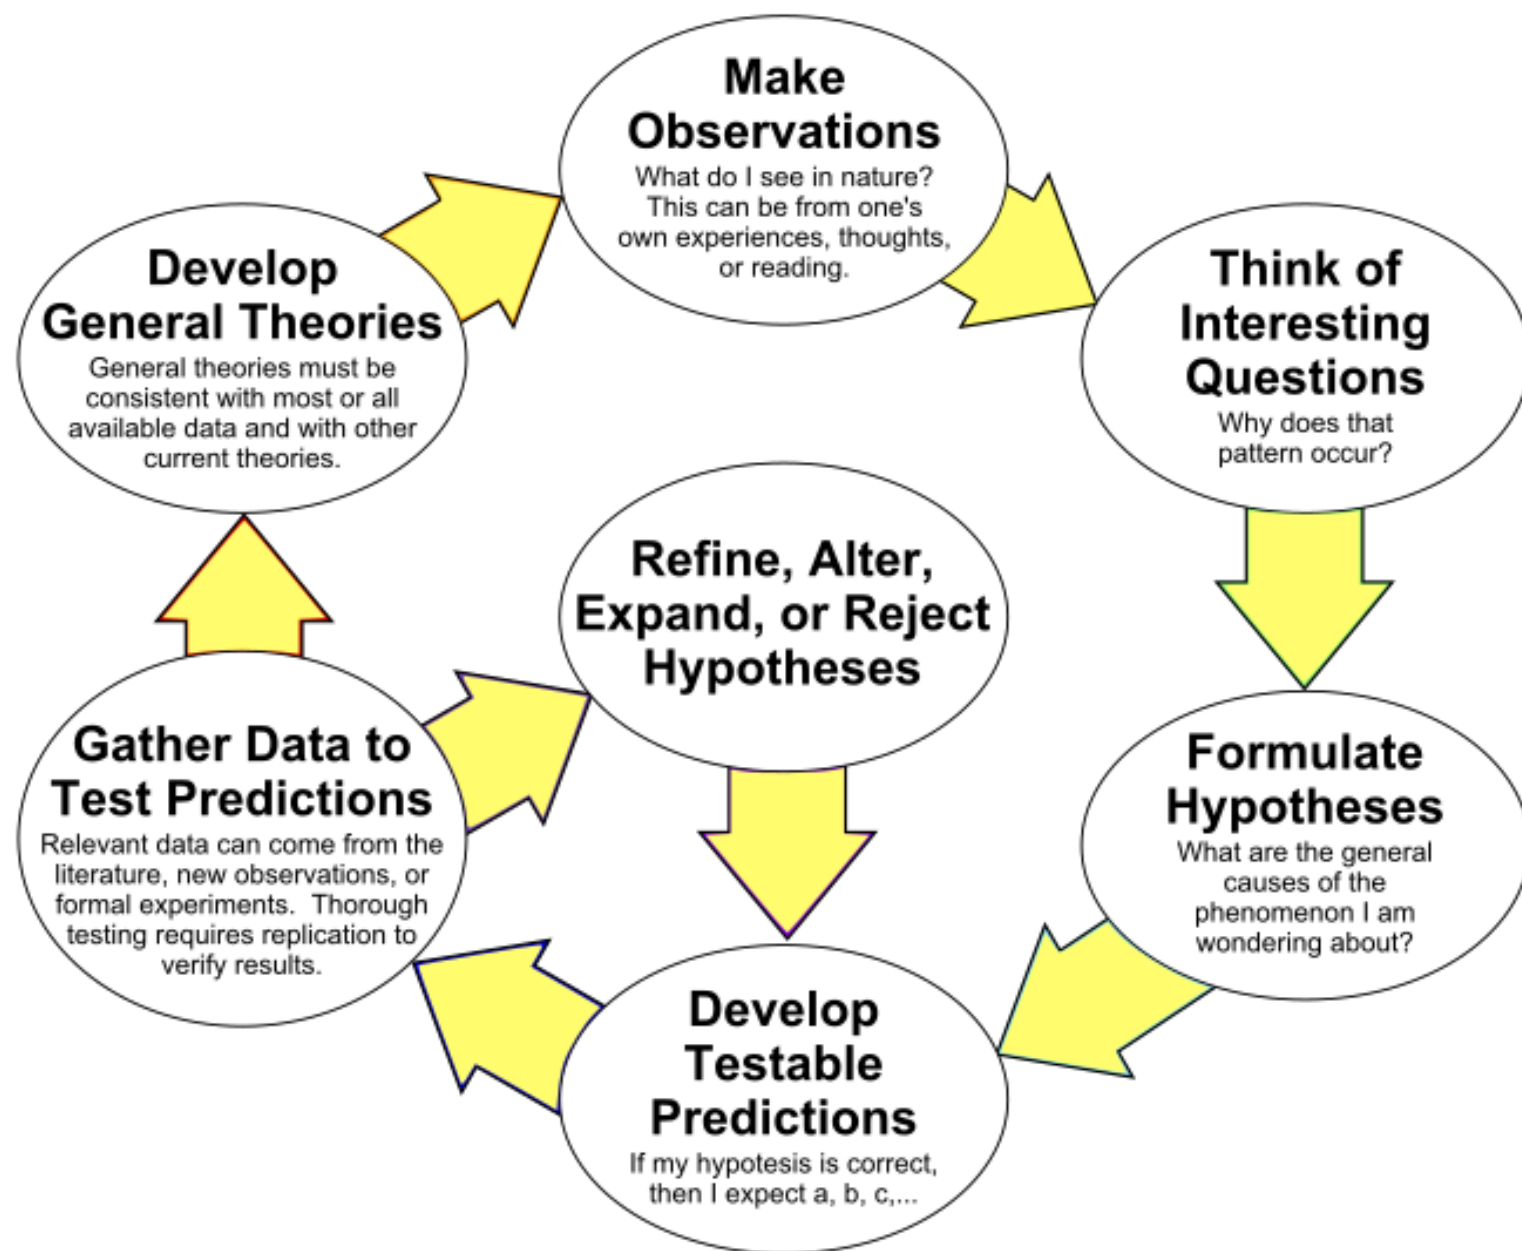 Make
Observations
What do I see in nature?
This can be from one's
own experiences, thoughts,
or reading.
Think of
Interesting
Questions
Why does that
pattern occur?
Formulate
Hypotheses
What are the general
causes of the
phenomenon I am
wondering about?
Develop
Testable
Predictions
If my hypotesis is correct,
then I expect a, b, c,...
Gather Data to
Test Predictions
Relevant data can come from the
literature, new observations, or
formal experiments.  Thorough
testing requires replication to
verify results.
Refine, Alter,
Expand, or Reject
Hypotheses
Develop
General Theories
General theories must be
consistent with most or all
available data and with other
current theories.